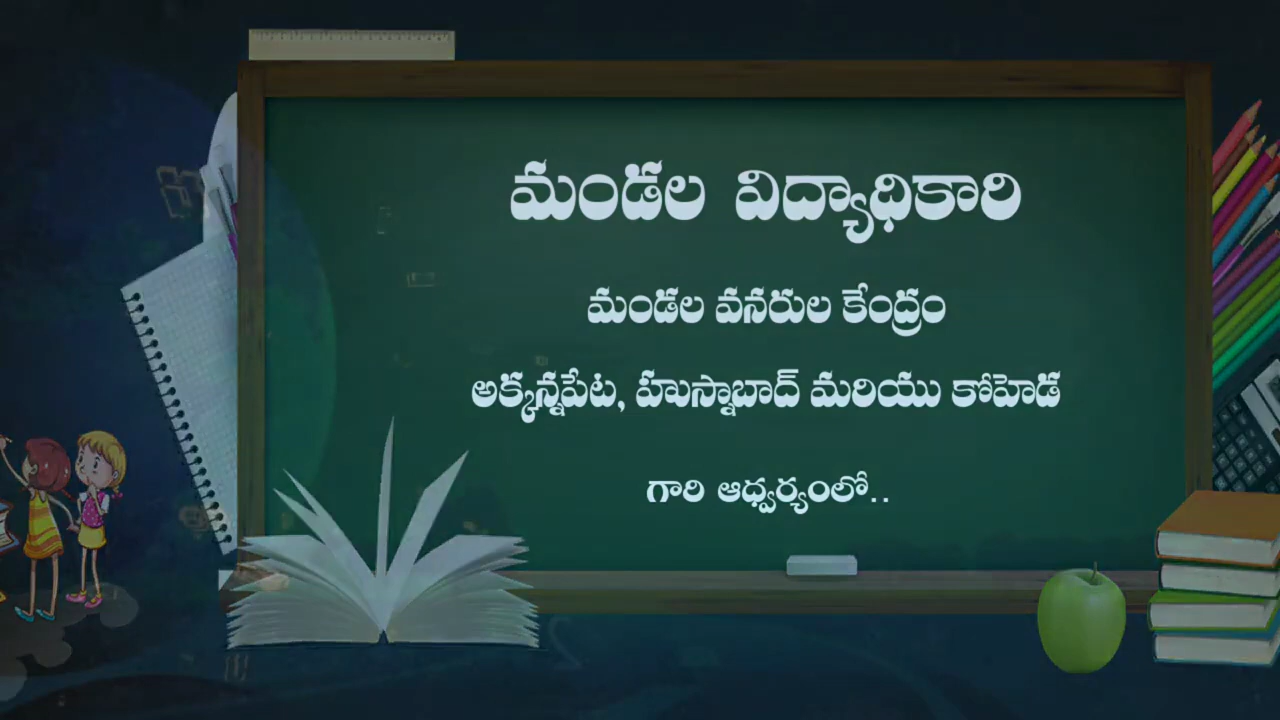 మండల విద్యాధికారి
మండల వనరుల కేంద్రం
అక్కన్నపేట, హుస్నాబాద్ మరియు కోహెడ
గారి ఆధ్వర్యంలో..